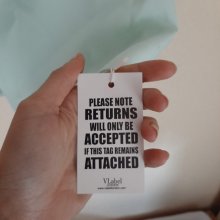 PLEASE NOTE
RETURNS
WILL ONLY BE
ACCEPTED
IF THIS TAG REMAINS
ATTACHED
VLabel